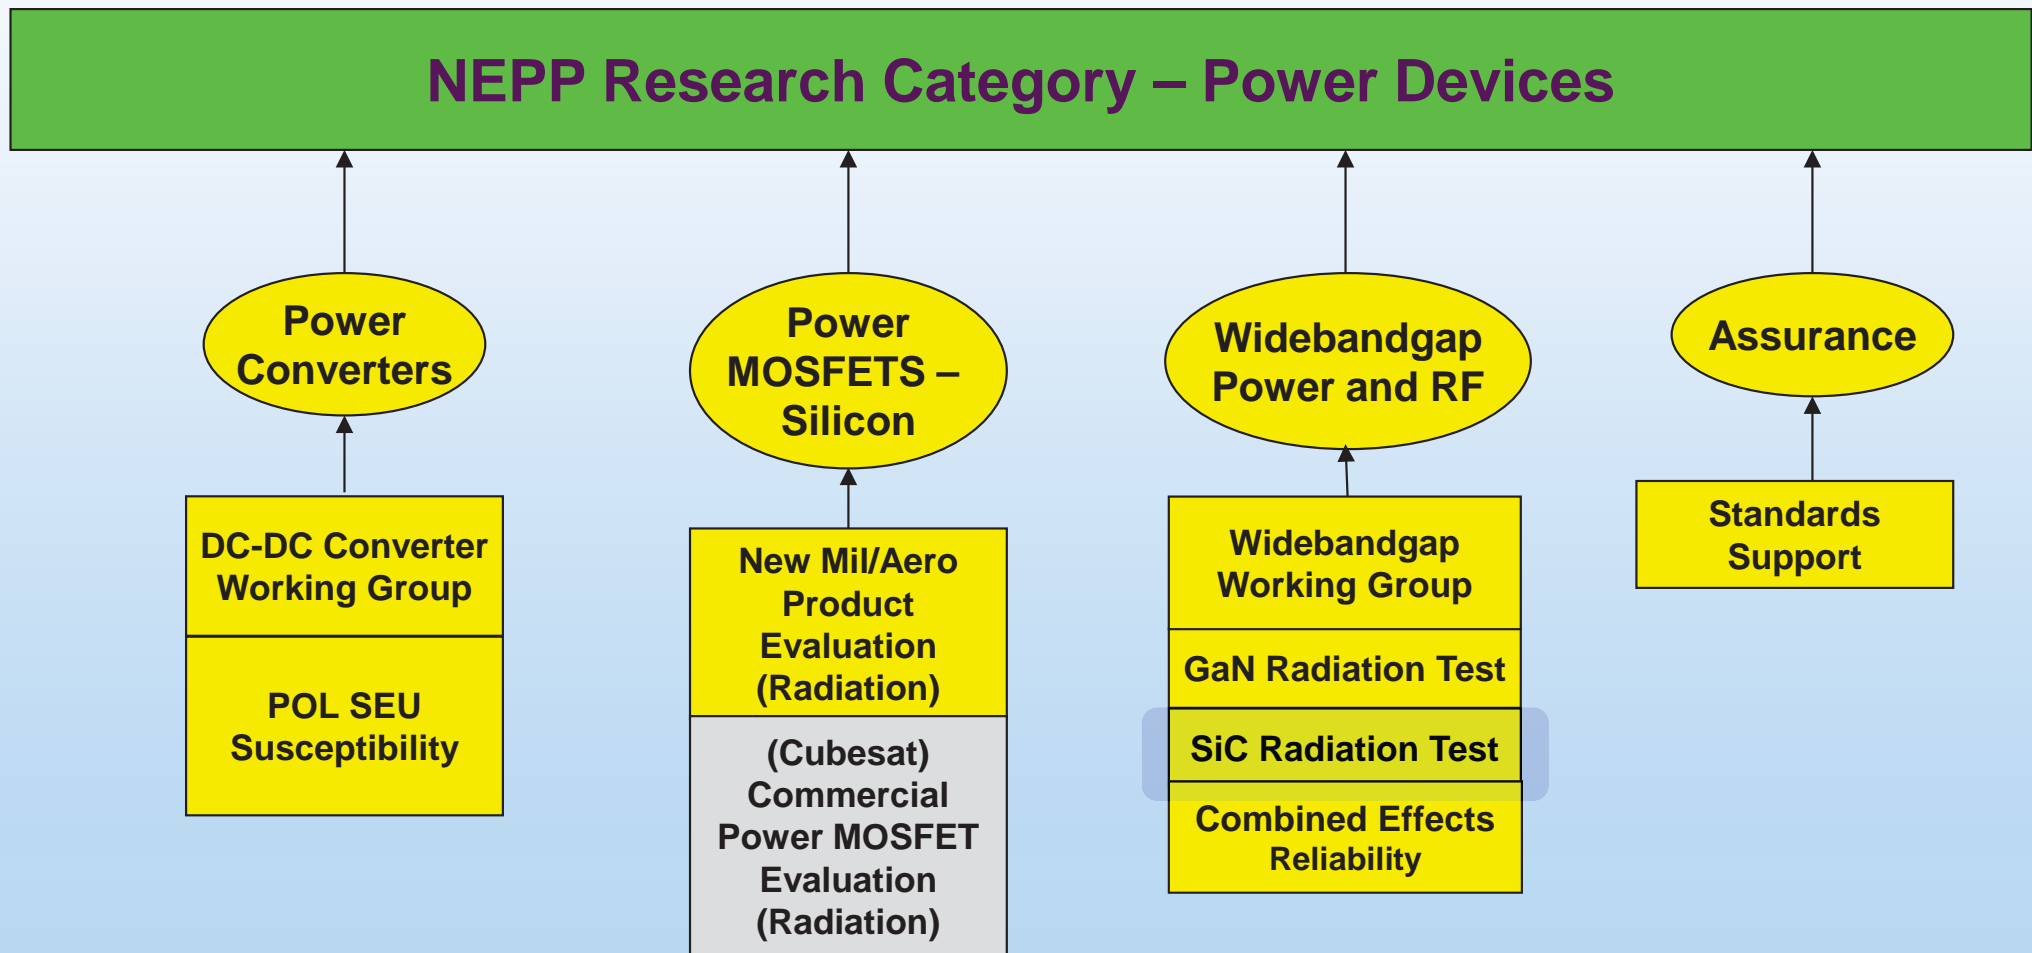 NEPP Research Category – Power Devices
Power
Converters
Power
MOSFETS –
Silicon
Widebandgap
Power and RF
Assurance
DC-DC Converter
Working Group
POL SEU
Susceptibility
New Mil/Aero
Product
Evaluation
(Radiation)
(Cubesat)
Commercial
Power MOSFET
Evaluation
(Radiation)
Widebandgap
Working Group
GaN Radiation Test
SiC Radiation Test
Combined Effects
Reliability
Standards
Support